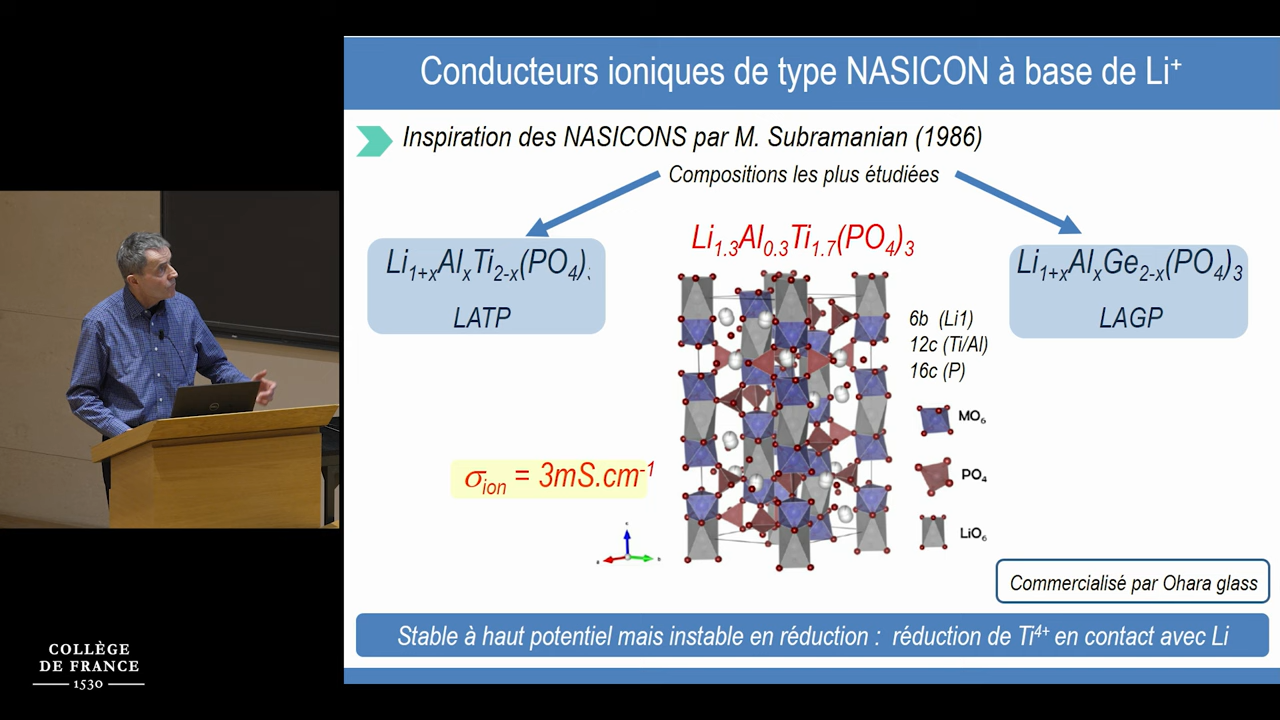 Conducteurs ioniques de type NASICON à base de Li⁺
Inspiration des NASICONS par M. Subramanian (1986)
Compositions les plus étudiées
Li₁.₃Al₀.₃Ti₁.₇(PO₄)₃
Li₁₊ₓAlₓTi₂₋ₓ(PO₄)
LATP
Li₁₊ₓAlₓGe₂₋ₓ(PO₄)₃
LAGP
6b (Li1)
12c (Ti/Al)
16c (P)
MO₆
PO₄
LiO₆
σᵢₒₙ = 3mS.cm⁻¹
Commercialisé par Ohara glass
Stable à haut potentiel mais instable en réduction : réduction de Ti⁴⁺ en contact avec Li
COLLÈGE
DE FRANCE
1530